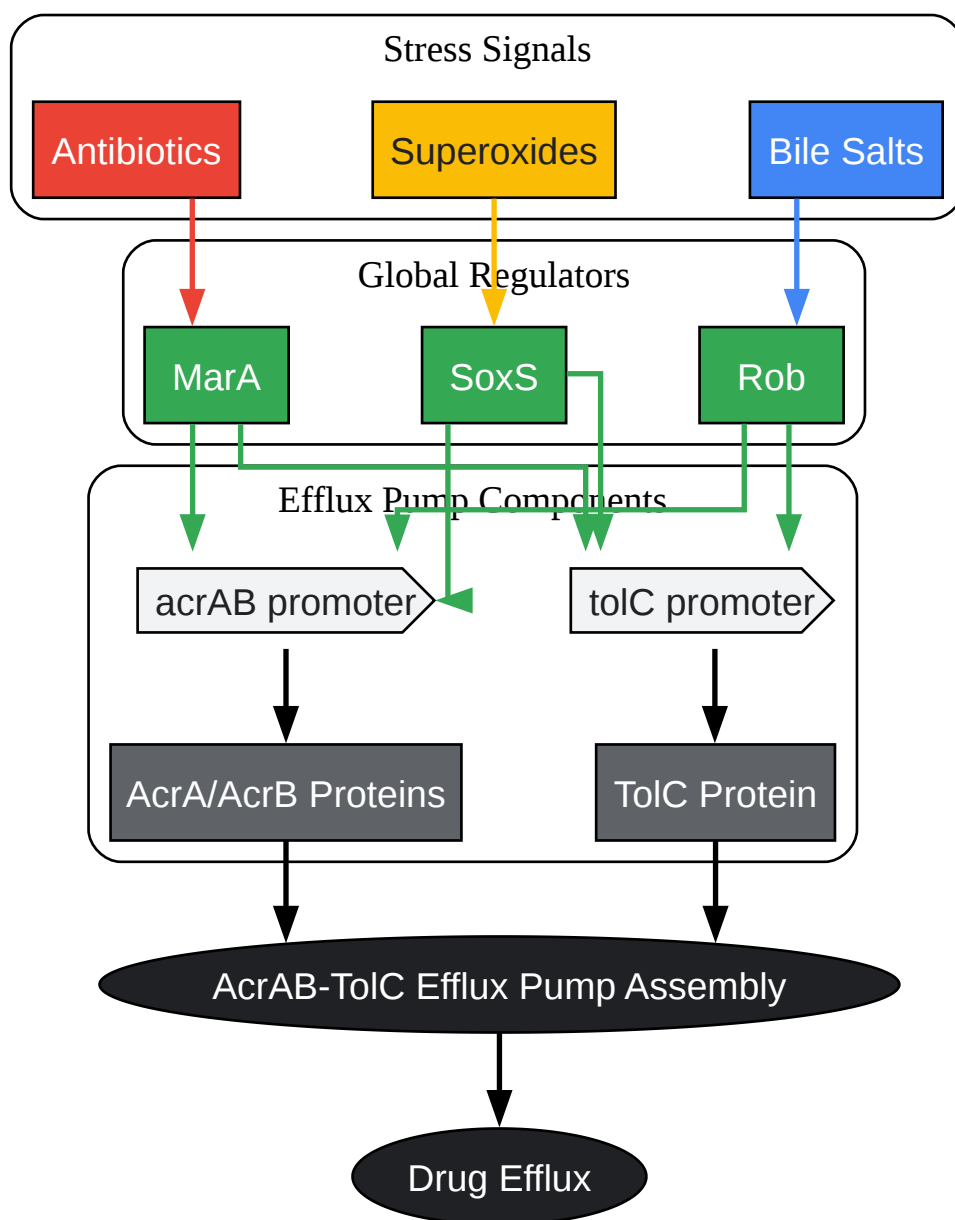 Stress Signals
Antibiotics
Superoxides
Bile Salts
Global Regulators
MarA
SoxS
Rob
Efflux Pump Components
acrAB promoter
tolC promoter
AcrA/AcrB Proteins
TolC Protein
AcrAB-TolC Efflux Pump Assembly
Drug Efflux